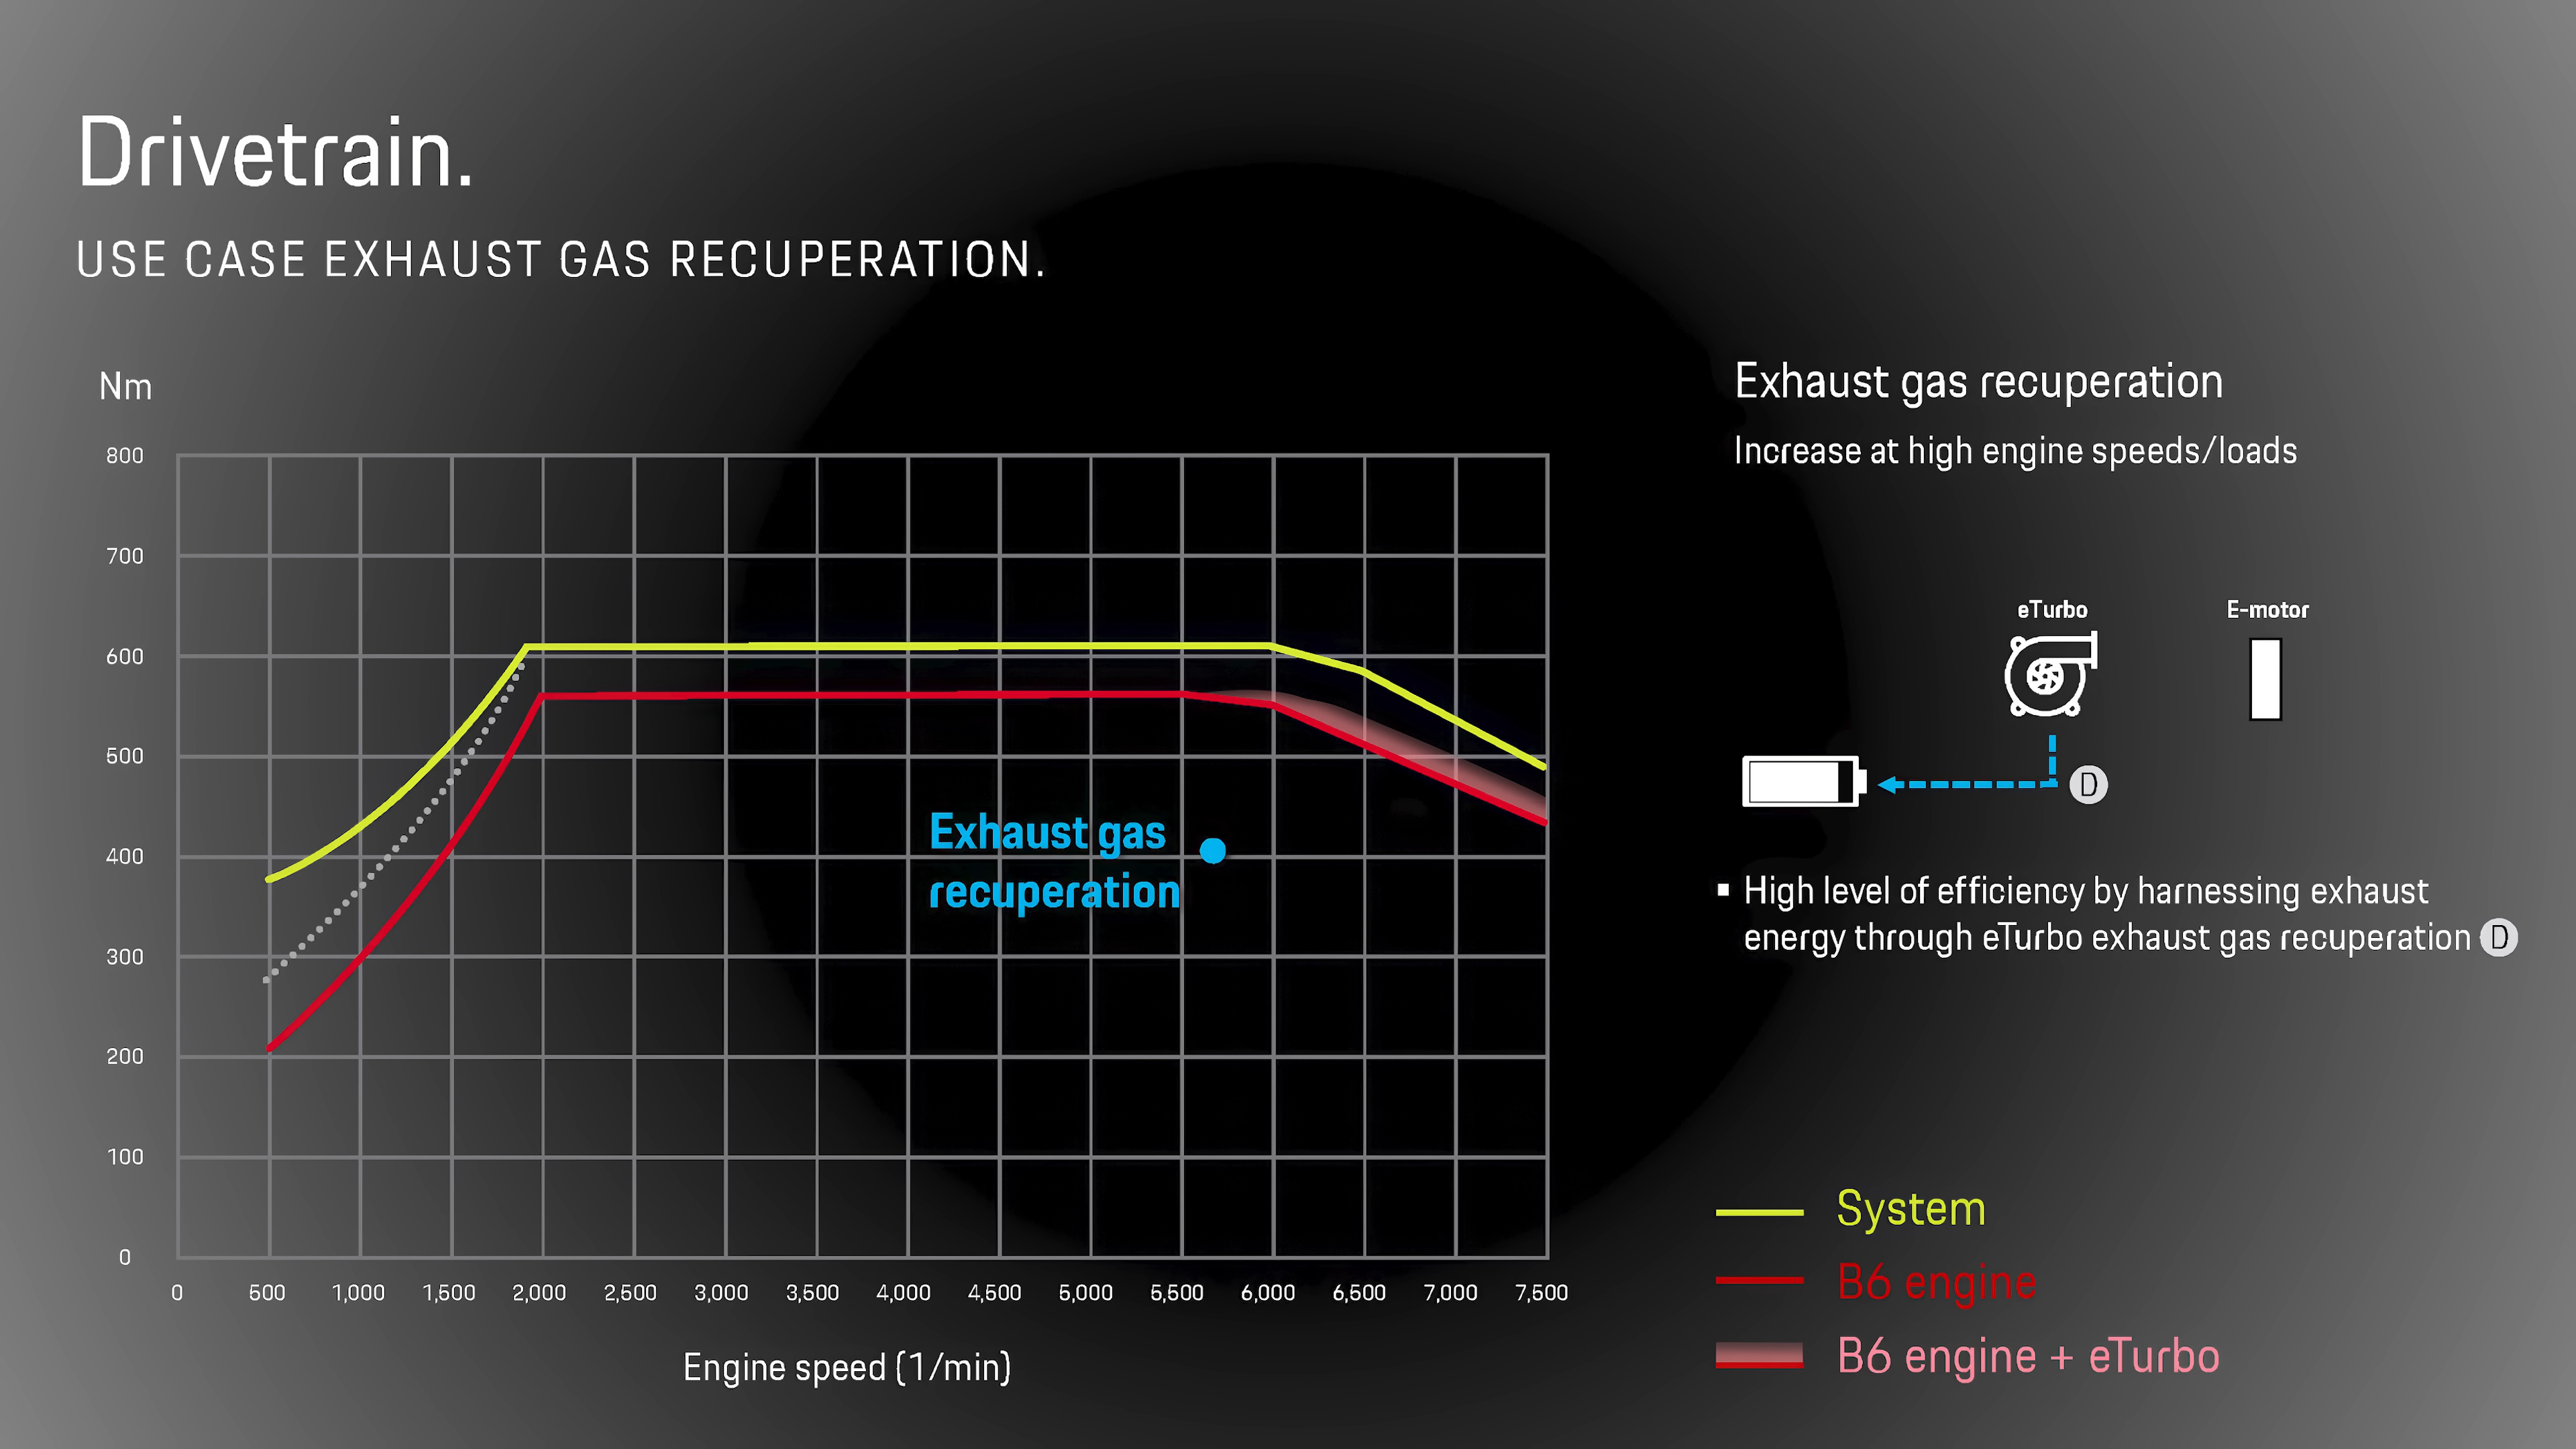 Drivetrain.
USE CASE EXHAUST GAS RECUPERATION.
Nm
800
700
600
500
400
300
200
100
0
0 500 1,000 1,500 2,000 2,500 3,000 3,500 4,000 4,500 5,000 5,500 6,000 6,500 7,000 7,500
Engine speed (1/min)
Exhaust gas
recuperation
Exhaust gas recuperation
Increase at high engine speeds/loads
eTurbo E-motor
D
▪ High level of efficiency by harnessing exhaust
energy through eTurbo exhaust gas recuperation D
System
B6 engine
B6 engine + eTurbo